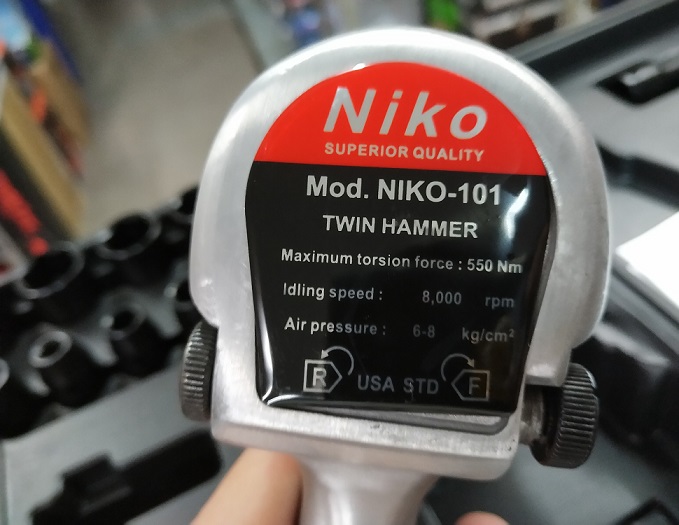 Niko
SUPERIOR QUALITY
Mod. NIKO-101
TWIN HAMMER
Maximum torsion force : 550 Nm
Idling speed : 8,000 rpm
Air pressure : 6-8 kg/cm²
R USA STD F